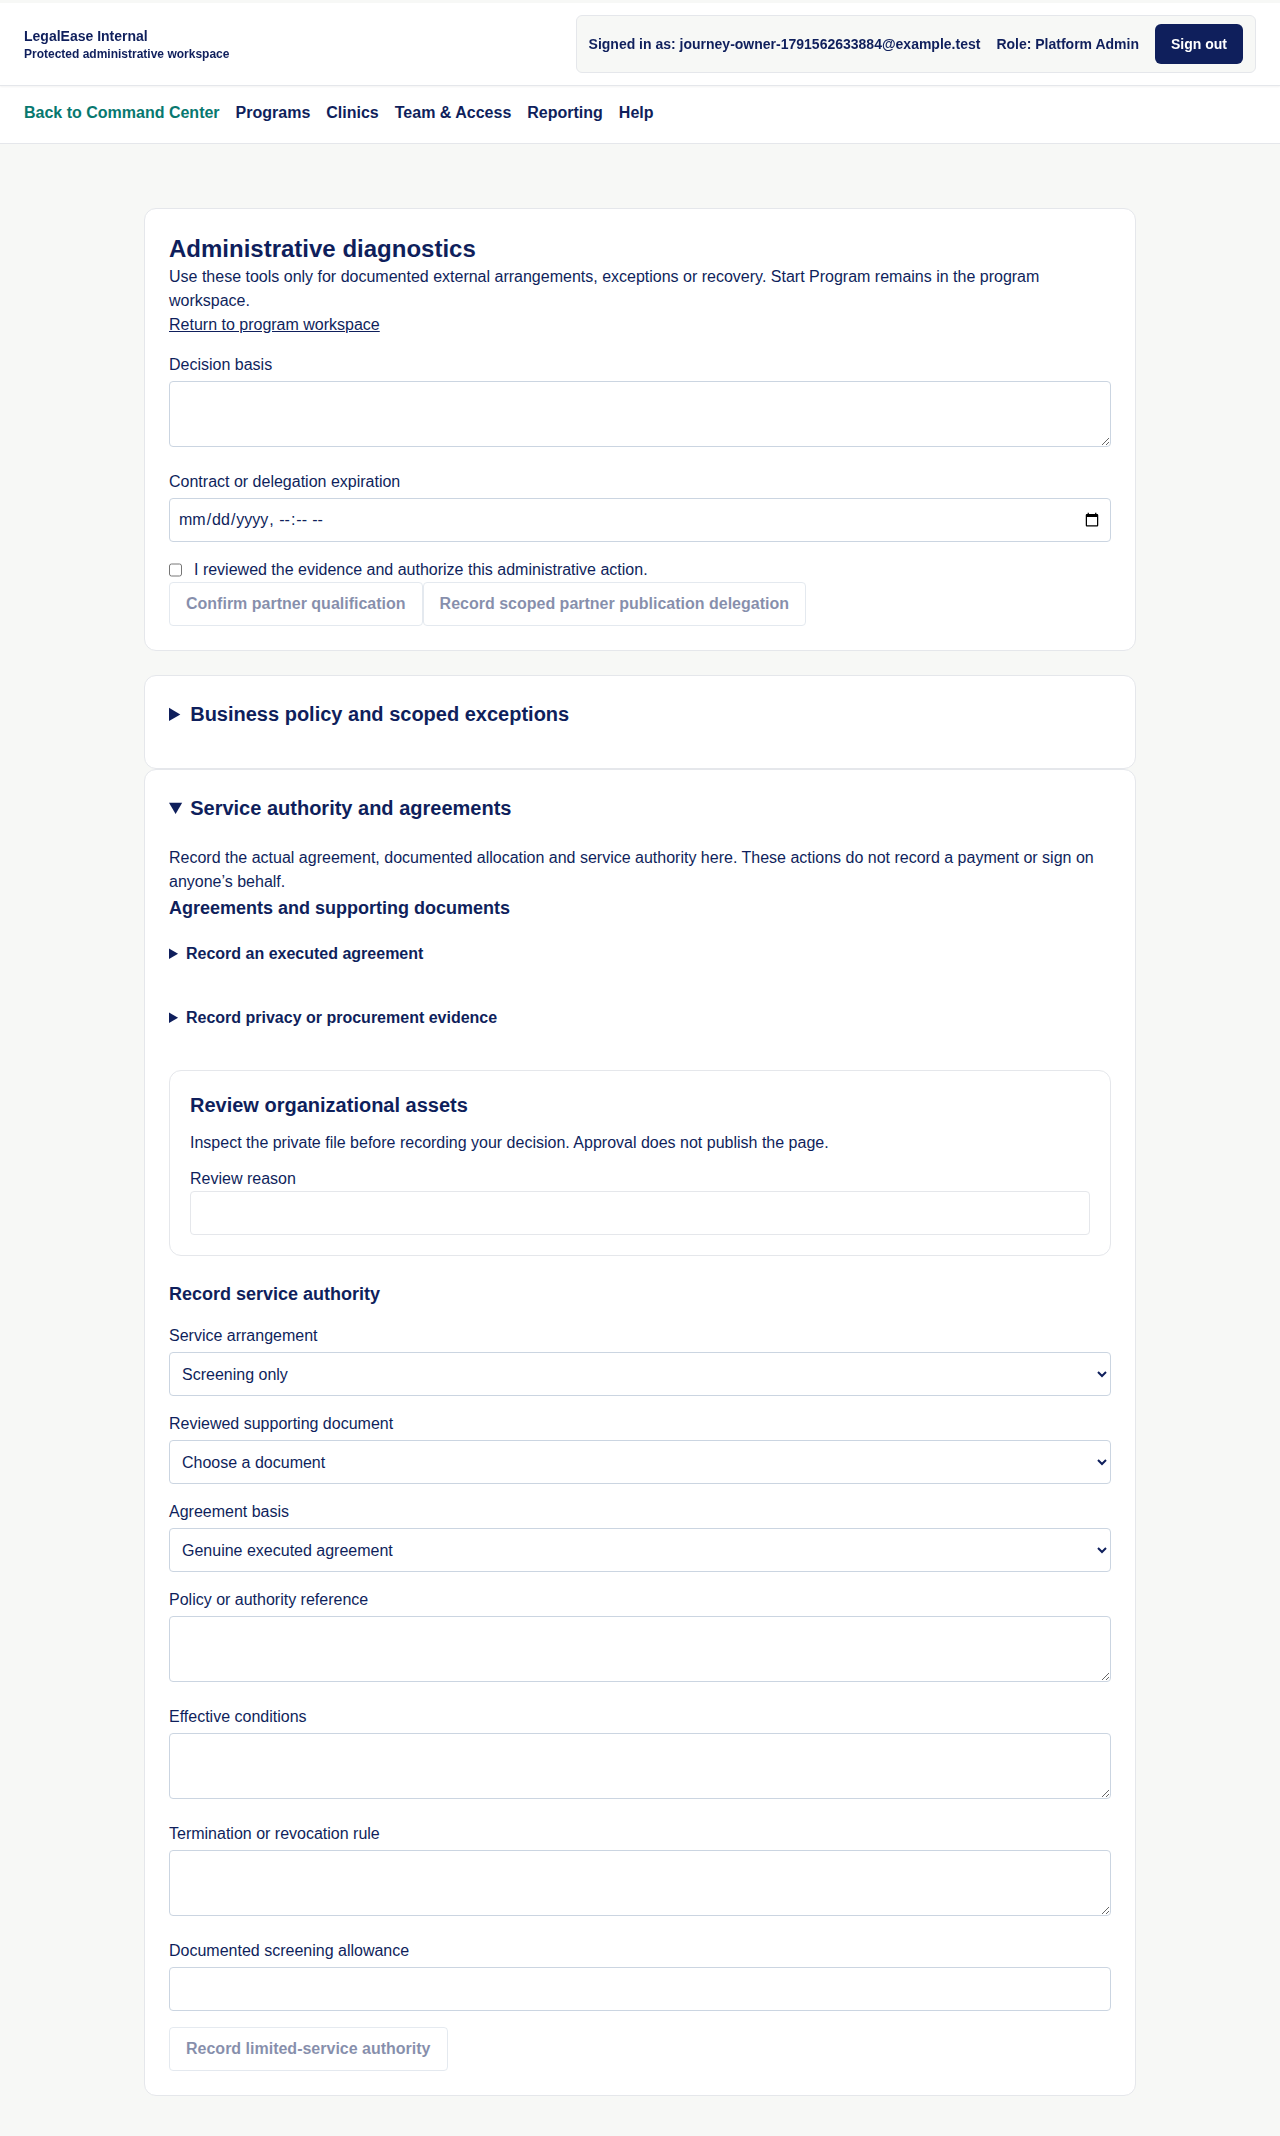 LegalEase Internal
Protected administrative workspace
Signed in as: journey-owner-1791562633884@example.test Role: Platform Admin Sign out
Back to Command Center Programs Clinics Team & Access Reporting Help
Administrative diagnostics
Use these tools only for documented external arrangements, exceptions or recovery. Start Program remains in the program
workspace.
Return to program workspace
Decision basis
Contract or delegation expiration
mm/dd/yyyy, --:-- --
I reviewed the evidence and authorize this administrative action.
Confirm partner qualification Record scoped partner publication delegation
Business policy and scoped exceptions
Service authority and agreements
Record the actual agreement, documented allocation and service authority here. These actions do not record a payment or sign on
anyone’s behalf.
Agreements and supporting documents
Record an executed agreement
Record privacy or procurement evidence
Review organizational assets
Inspect the private file before recording your decision. Approval does not publish the page.
Review reason
Record service authority
Service arrangement
Screening only
Reviewed supporting document
Choose a document
Agreement basis
Genuine executed agreement
Policy or authority reference
Effective conditions
Termination or revocation rule
Documented screening allowance
Record limited-service authority